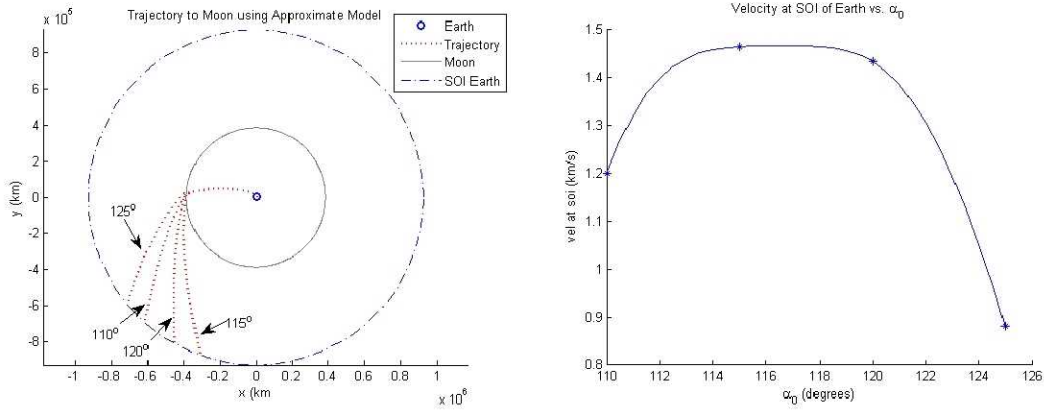 Trajectory to Moon using Approximate Model
x 10^5
Earth
Trajectory
Moon
SOI Earth
8
6
4
2
0
-2
-4
-6
-8
y (km)
125º
110º
120º
115º
-1 -0.8 -0.6 -0.4 -0.2 0 0.2 0.4 0.6 0.8 1
x (km
x 10^6
Velocity at SOI of Earth vs. α0
1.5
1.4
1.3
1.2
1.1
1
0.9
0.8
vel at soi (km/s)
110 112 114 116 118 120 122 124 126
α0 (degrees)